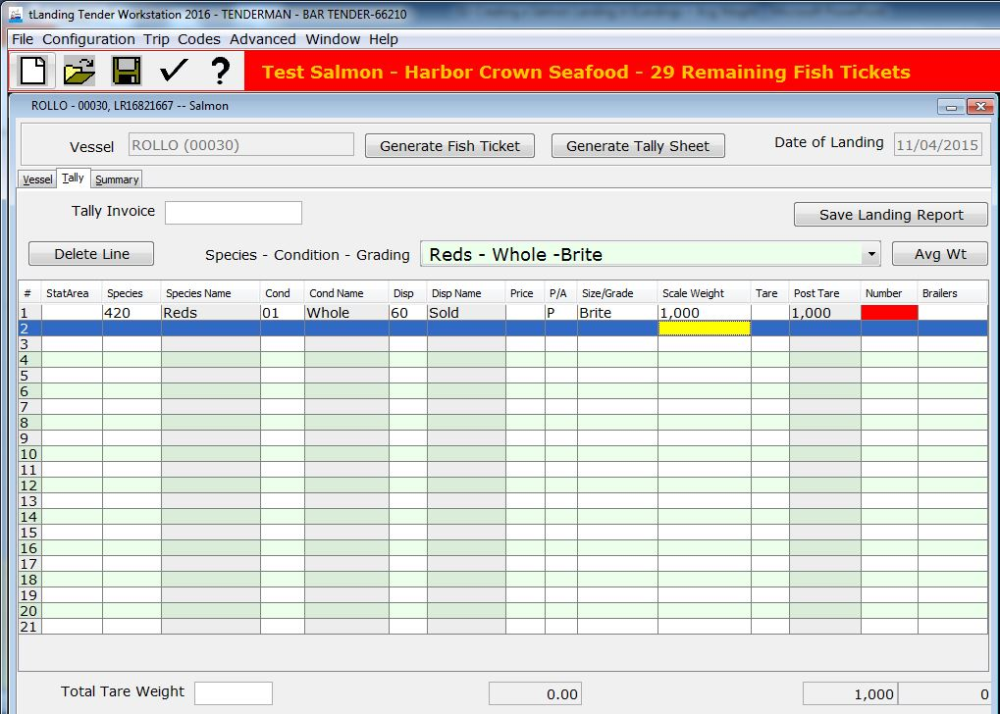 tLanding Tender Workstation 2016 - TENDERMAN - BAR TENDER-66210
File Configuration Trip Codes Advanced Window Help
Test Salmon - Harbor Crown Seafood - 29 Remaining Fish Tickets
ROLLO - 00030, LR16821667 -- Salmon
Vessel ROLLO (00030) Generate Fish Ticket Generate Tally Sheet Date of Landing 11/04/2015
Vessel Tally Summary
Tally Invoice Save Landing Report
Delete Line Species - Condition - Grading Reds - Whole -Brite Avg Wt
# StatArea Species Species Name Cond Cond Name Disp Disp Name Price P/A Size/Grade Scale Weight Tare Post Tare Number Brailers
1 420 Reds 01 Whole 60 Sold P Brite 1,000 1,000
2
3
4
5
6
7
8
9
10
11
12
13
14
15
16
17
18
19
20
21
Total Tare Weight 0.00 1,000 0